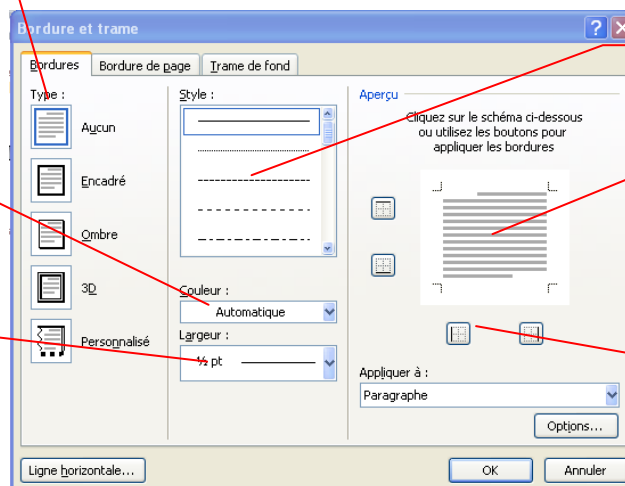 Bordure et trame
Bordures
Bordure de page
Trame de fond
Type :
Aucun
Encadré
Ombre
3D
Personnalisé
Style :
Couleur :
Automatique
Largeur :
½ pt
Aperçu
Cliquez sur le schéma ci-dessous
ou utilisez les boutons pour
appliquer les bordures
Appliquer à :
Paragraphe
Options...
Ligne horizontale...
OK
Annuler